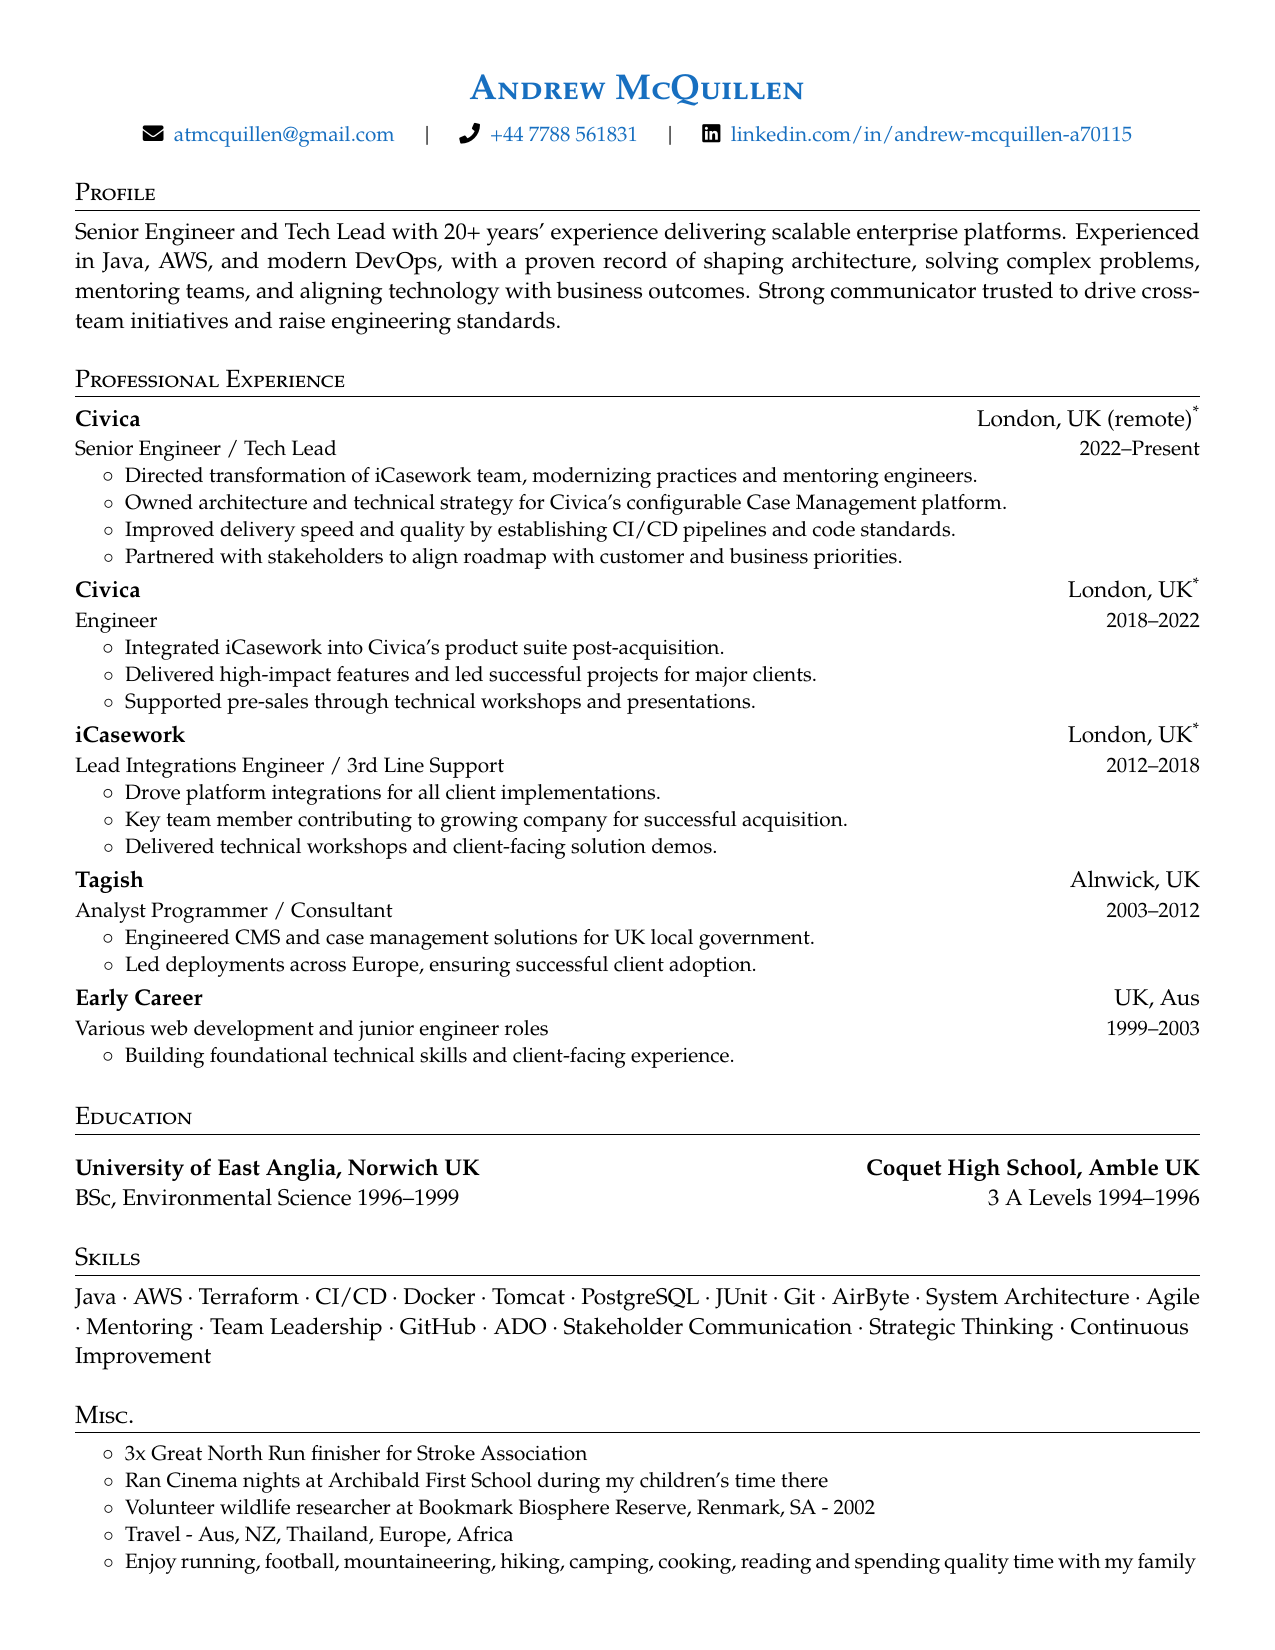 Andrew McQuillen
atmcquillen@gmail.com | +44 7788 561831 | linkedin.com/in/andrew-mcquillen-a70115
Profile
Senior Engineer and Tech Lead with 20+ years' experience delivering scalable enterprise platforms. Experienced
in Java, AWS, and modern DevOps, with a proven record of shaping architecture, solving complex problems,
mentoring teams, and aligning technology with business outcomes. Strong communicator trusted to drive cross-
team initiatives and raise engineering standards.
Professional Experience
Civica London, UK (remote)*
Senior Engineer / Tech Lead 2022–Present
◦ Directed transformation of iCasework team, modernizing practices and mentoring engineers.
◦ Owned architecture and technical strategy for Civica's configurable Case Management platform.
◦ Improved delivery speed and quality by establishing CI/CD pipelines and code standards.
◦ Partnered with stakeholders to align roadmap with customer and business priorities.
Civica London, UK*
Engineer 2018–2022
◦ Integrated iCasework into Civica's product suite post-acquisition.
◦ Delivered high-impact features and led successful projects for major clients.
◦ Supported pre-sales through technical workshops and presentations.
iCasework London, UK*
Lead Integrations Engineer / 3rd Line Support 2012–2018
◦ Drove platform integrations for all client implementations.
◦ Key team member contributing to growing company for successful acquisition.
◦ Delivered technical workshops and client-facing solution demos.
Tagish Alnwick, UK
Analyst Programmer / Consultant 2003–2012
◦ Engineered CMS and case management solutions for UK local government.
◦ Led deployments across Europe, ensuring successful client adoption.
Early Career UK, Aus
Various web development and junior engineer roles 1999–2003
◦ Building foundational technical skills and client-facing experience.
Education
University of East Anglia, Norwich UK Coquet High School, Amble UK
BSc, Environmental Science 1996–1999 3 A Levels 1994–1996
Skills
Java · AWS · Terraform · CI/CD · Docker · Tomcat · PostgreSQL · JUnit · Git · AirByte · System Architecture · Agile
· Mentoring · Team Leadership · GitHub · ADO · Stakeholder Communication · Strategic Thinking · Continuous
Improvement
Misc.
◦ 3x Great North Run finisher for Stroke Association
◦ Ran Cinema nights at Archibald First School during my children's time there
◦ Volunteer wildlife researcher at Bookmark Biosphere Reserve, Renmark, SA - 2002
◦ Travel - Aus, NZ, Thailand, Europe, Africa
◦ Enjoy running, football, mountaineering, hiking, camping, cooking, reading and spending quality time with my family